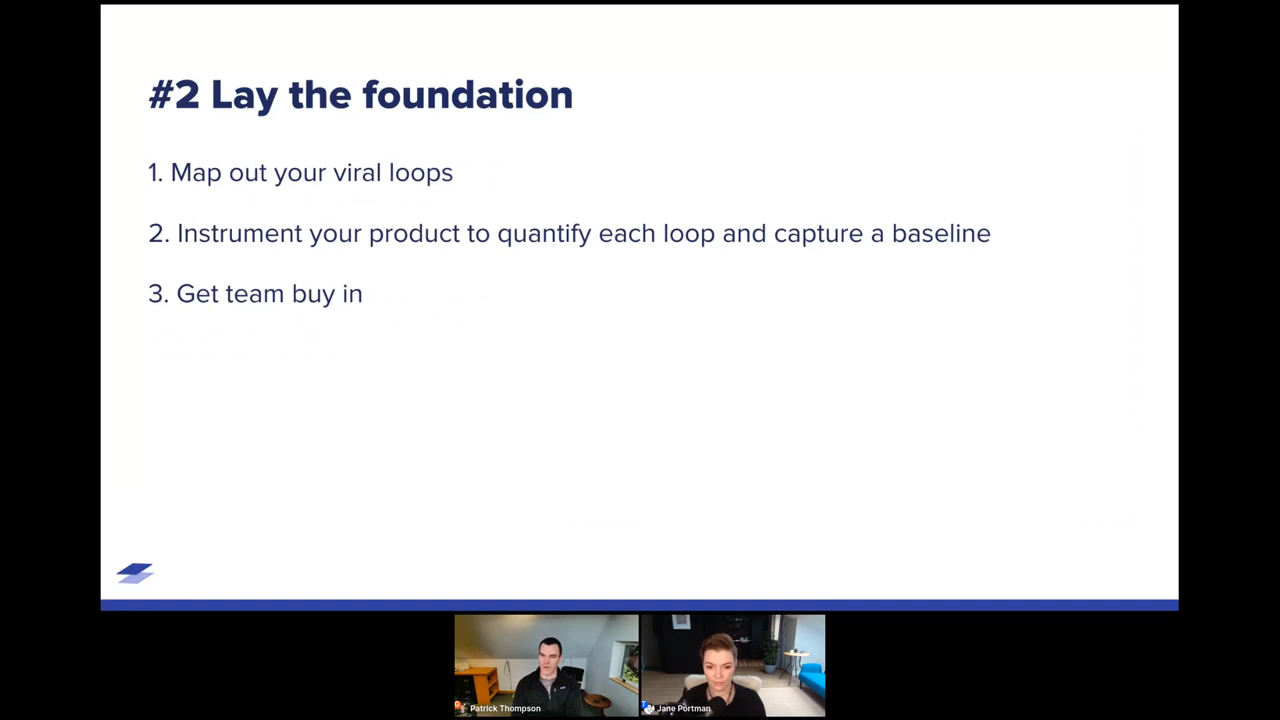 #2 Lay the foundation
1. Map out your viral loops
2. Instrument your product to quantify each loop and capture a baseline
3. Get team buy in
Patrick Thompson
Jane Portman